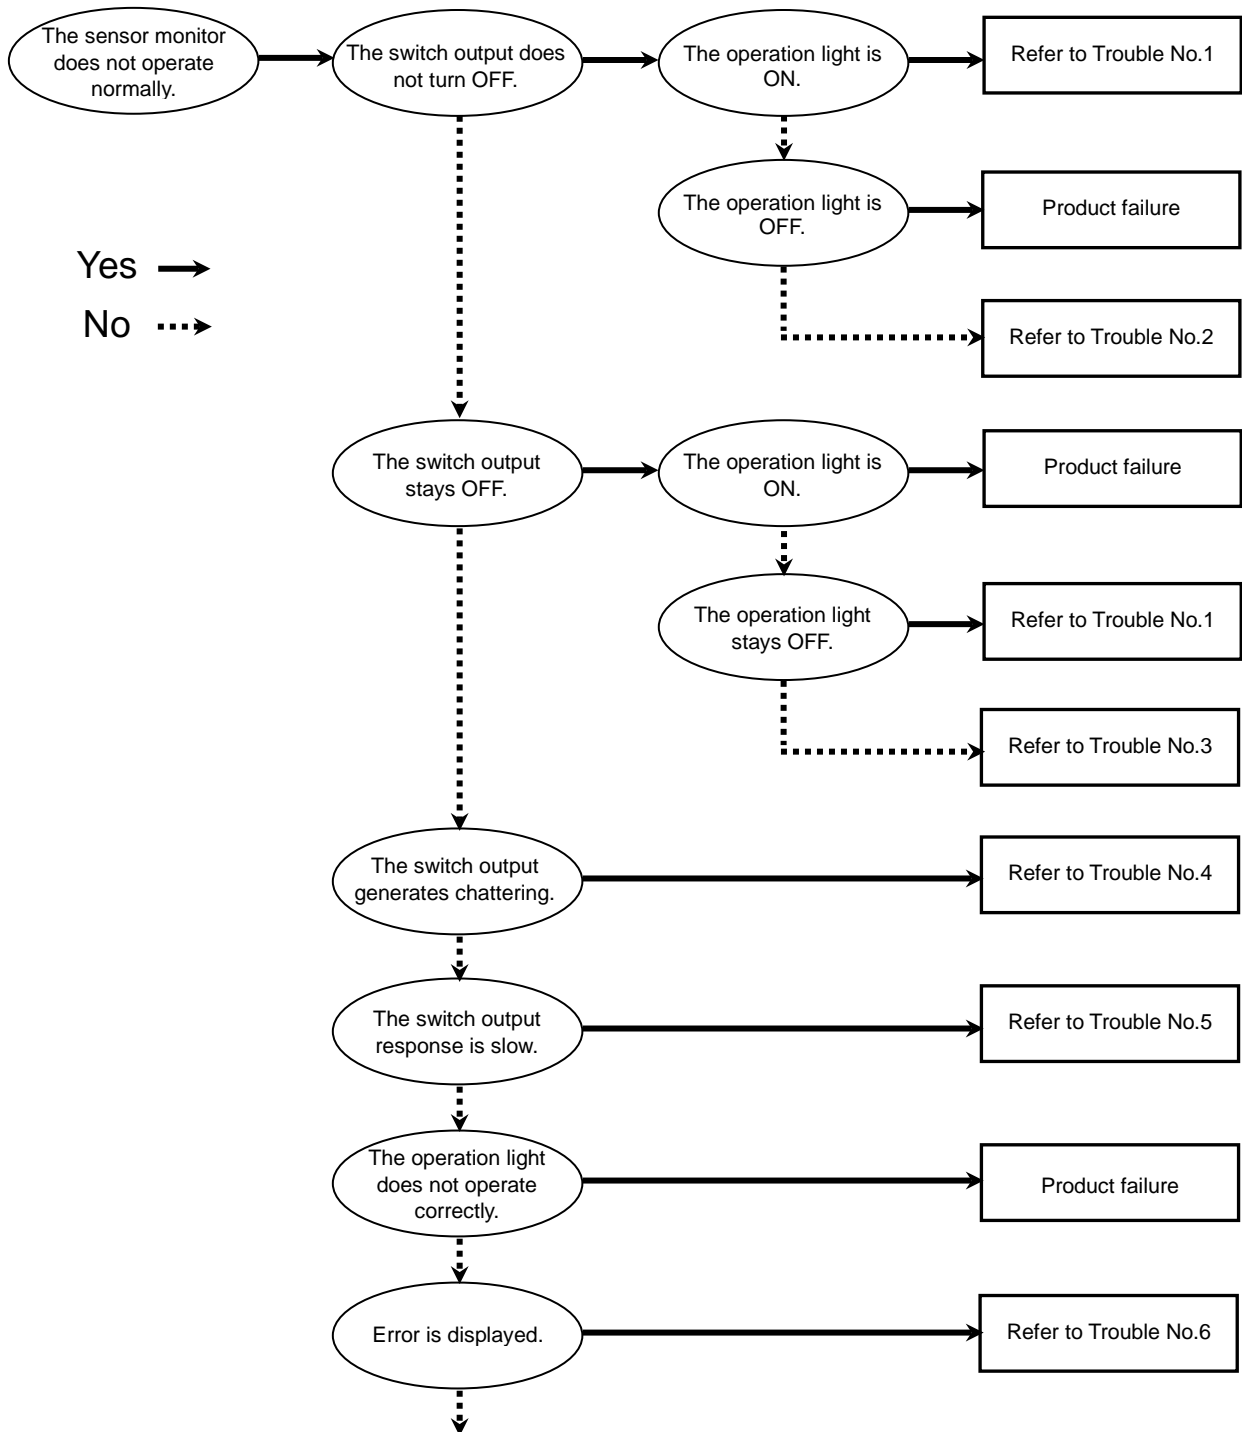 The sensor monitor
does not operate
normally.
The switch output does
not turn OFF.
The operation light is
ON.
Refer to Trouble No.1
The operation light is
OFF.
Product failure
Yes
No
Refer to Trouble No.2
The switch output
stays OFF.
The operation light is
ON.
Product failure
The operation light
stays OFF.
Refer to Trouble No.1
Refer to Trouble No.3
The switch output
generates chattering.
Refer to Trouble No.4
The switch output
response is slow.
Refer to Trouble No.5
The operation light
does not operate
correctly.
Product failure
Error is displayed.
Refer to Trouble No.6